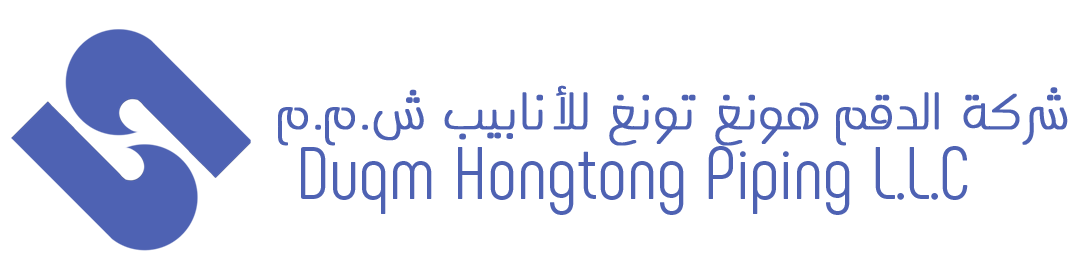 شركة الدقم هونغ تونغ للأنابيب ش.م.م
Duqm Hongtong Piping L.L.C